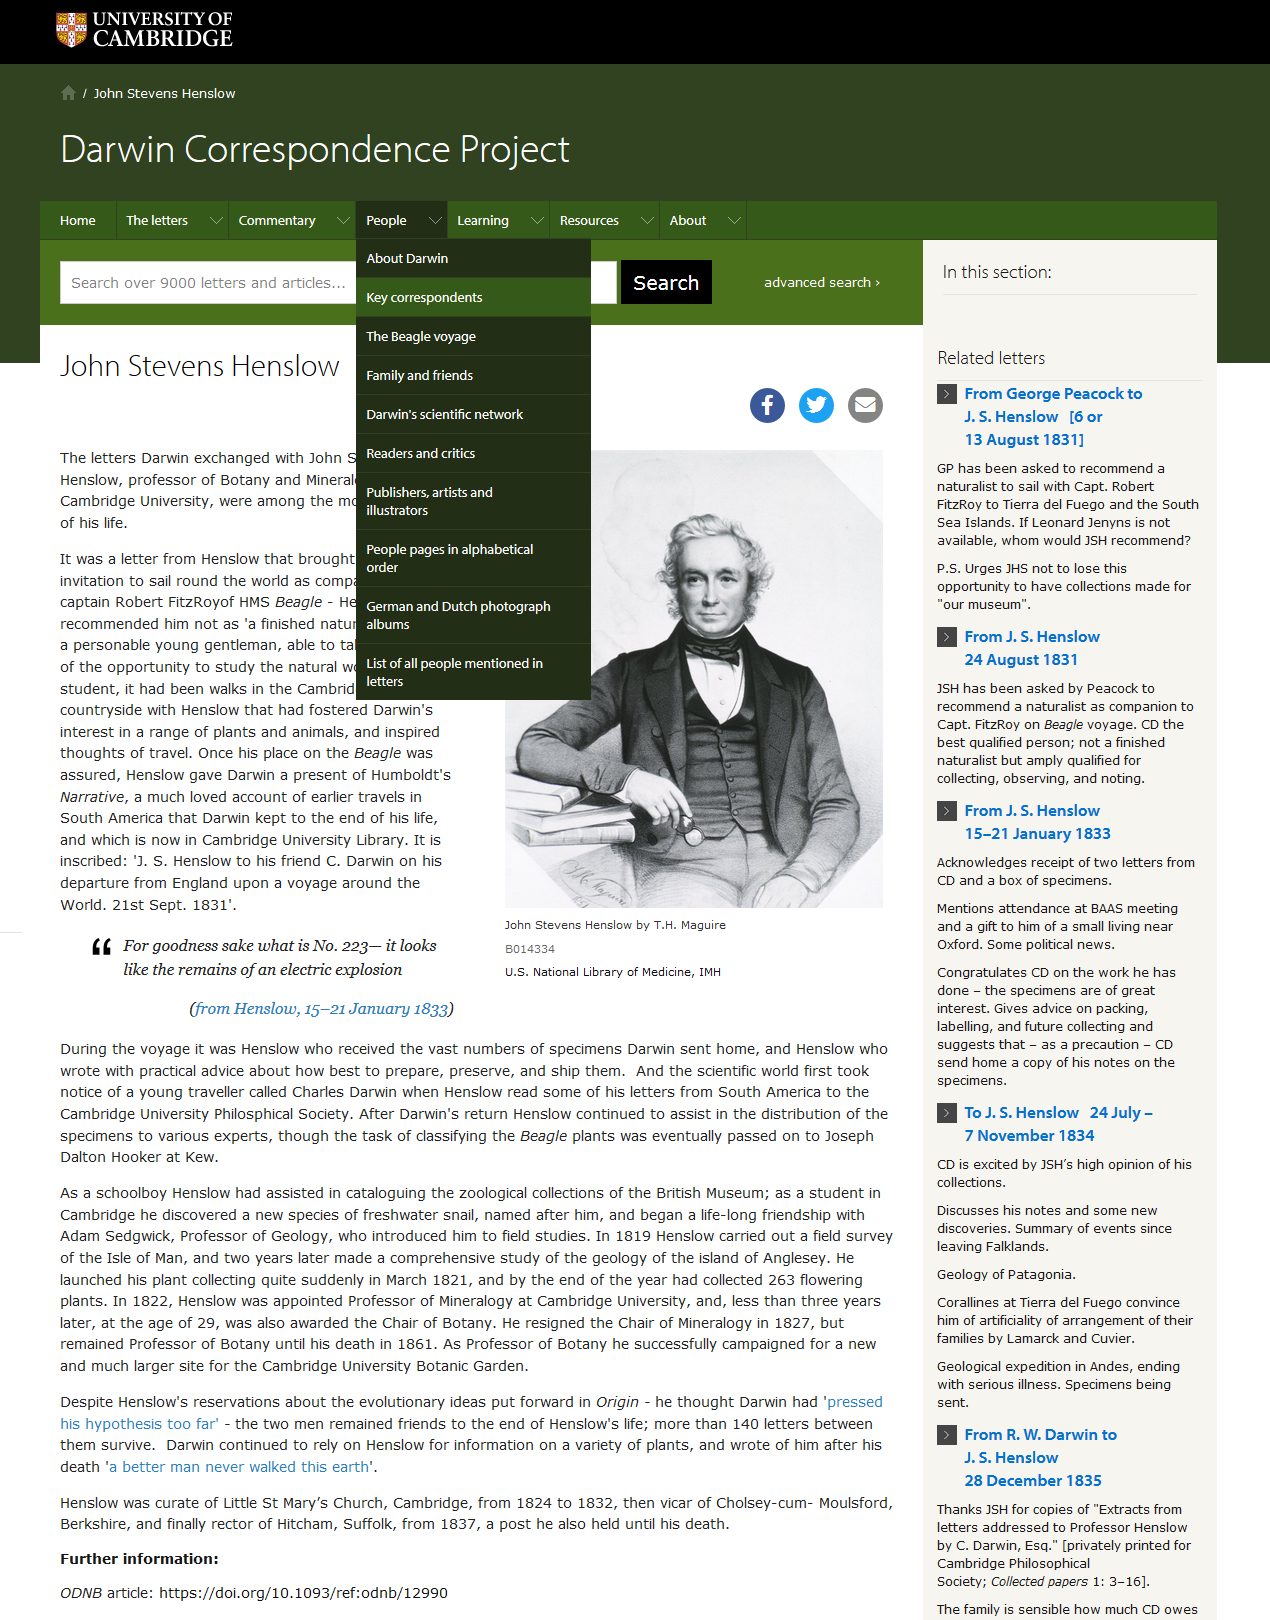 UNIVERSITY OF
CAMBRIDGE
/ John Stevens Henslow
Darwin Correspondence Project
Home
The letters
Commentary
People
Learning
Resources
About
About Darwin
Key correspondents
The Beagle voyage
Family and friends
Darwin's scientific network
Readers and critics
Publishers, artists and
illustrators
People pages in alphabetical
order
German and Dutch photograph
albums
List of all people mentioned in
letters
Search over 9000 letters and articles...
Search
advanced search ›
John Stevens Henslow
The letters Darwin exchanged with John S
Henslow, professor of Botany and Mineral
Cambridge University, were among the mo
of his life.
It was a letter from Henslow that brought
invitation to sail round the world as compa
captain Robert FitzRoyof HMS Beagle - He
recommended him not as 'a finished natur
a personable young gentleman, able to tak
of the opportunity to study the natural wo
student, it had been walks in the Cambrid
countryside with Henslow that had fostered Darwin's
interest in a range of plants and animals, and inspired
thoughts of travel. Once his place on the Beagle was
assured, Henslow gave Darwin a present of Humboldt's
Narrative, a much loved account of earlier travels in
South America that Darwin kept to the end of his life,
and which is now in Cambridge University Library. It is
inscribed: 'J. S. Henslow to his friend C. Darwin on his
departure from England upon a voyage around the
World. 21st Sept. 1831'.
“ For goodness sake what is No. 223— it looks
like the remains of an electric explosion
(from Henslow, 15–21 January 1833)
John Stevens Henslow by T.H. Maguire
B014334
U.S. National Library of Medicine, IMH
During the voyage it was Henslow who received the vast numbers of specimens Darwin sent home, and Henslow who
wrote with practical advice about how best to prepare, preserve, and ship them.  And the scientific world first took
notice of a young traveller called Charles Darwin when Henslow read some of his letters from South America to the
Cambridge University Philosphical Society. After Darwin's return Henslow continued to assist in the distribution of the
specimens to various experts, though the task of classifying the Beagle plants was eventually passed on to Joseph
Dalton Hooker at Kew.
As a schoolboy Henslow had assisted in cataloguing the zoological collections of the British Museum; as a student in
Cambridge he discovered a new species of freshwater snail, named after him, and began a life-long friendship with
Adam Sedgwick, Professor of Geology, who introduced him to field studies. In 1819 Henslow carried out a field survey
of the Isle of Man, and two years later made a comprehensive study of the geology of the island of Anglesey. He
launched his plant collecting quite suddenly in March 1821, and by the end of the year had collected 263 flowering
plants. In 1822, Henslow was appointed Professor of Mineralogy at Cambridge University, and, less than three years
later, at the age of 29, was also awarded the Chair of Botany. He resigned the Chair of Mineralogy in 1827, but
remained Professor of Botany until his death in 1861. As Professor of Botany he successfully campaigned for a new
and much larger site for the Cambridge University Botanic Garden.
Despite Henslow's reservations about the evolutionary ideas put forward in Origin - he thought Darwin had 'pressed
his hypothesis too far' - the two men remained friends to the end of Henslow's life; more than 140 letters between
them survive.  Darwin continued to rely on Henslow for information on a variety of plants, and wrote of him after his
death 'a better man never walked this earth'.
Henslow was curate of Little St Mary’s Church, Cambridge, from 1824 to 1832, then vicar of Cholsey-cum- Moulsford,
Berkshire, and finally rector of Hitcham, Suffolk, from 1837, a post he also held until his death.
Further information:
ODNB article: https://doi.org/10.1093/ref:odnb/12990
In this section:
Related letters
From George Peacock to
J. S. Henslow   [6 or
13 August 1831]
GP has been asked to recommend a
naturalist to sail with Capt. Robert
FitzRoy to Tierra del Fuego and the South
Sea Islands. If Leonard Jenyns is not
available, whom would JSH recommend?
P.S. Urges JHS not to lose this
opportunity to have collections made for
"our museum".
From J. S. Henslow
24 August 1831
JSH has been asked by Peacock to
recommend a naturalist as companion to
Capt. FitzRoy on Beagle voyage. CD the
best qualified person; not a finished
naturalist but amply qualified for
collecting, observing, and noting.
From J. S. Henslow
15–21 January 1833
Acknowledges receipt of two letters from
CD and a box of specimens.
Mentions attendance at BAAS meeting
and a gift to him of a small living near
Oxford. Some political news.
Congratulates CD on the work he has
done – the specimens are of great
interest. Gives advice on packing,
labelling, and future collecting and
suggests that – as a precaution – CD
send home a copy of his notes on the
specimens.
To J. S. Henslow   24 July –
7 November 1834
CD is excited by JSH’s high opinion of his
collections.
Discusses his notes and some new
discoveries. Summary of events since
leaving Falklands.
Geology of Patagonia.
Corallines at Tierra del Fuego convince
him of artificiality of arrangement of their
families by Lamarck and Cuvier.
Geological expedition in Andes, ending
with serious illness. Specimens being
sent.
From R. W. Darwin to
J. S. Henslow
28 December 1835
Thanks JSH for copies of "Extracts from
letters addressed to Professor Henslow
by C. Darwin, Esq." [privately printed for
Cambridge Philosophical
Society; Collected papers 1: 3–16].
The family is sensible how much CD owes